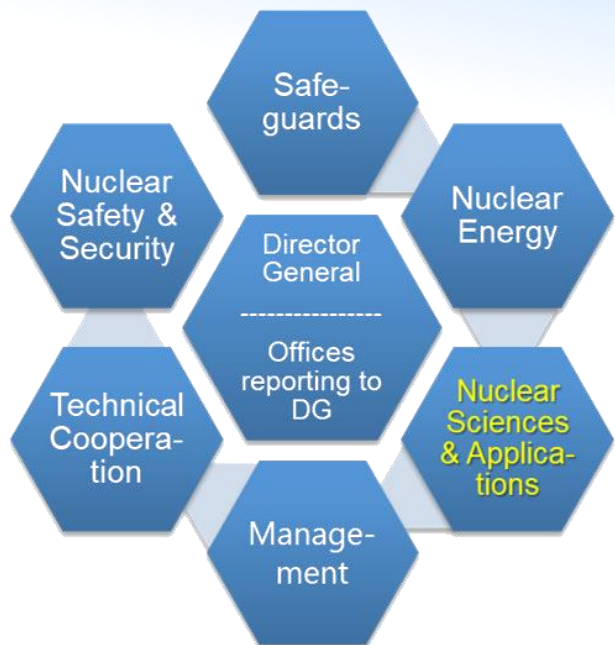 Safe-
guards
Nuclear
Safety &
Security
Nuclear
Energy
Director
General
----------------
Offices
reporting to
DG
Technical
Coopera-
tion
Nuclear
Sciences
& Applica-
tions
Manage-
ment